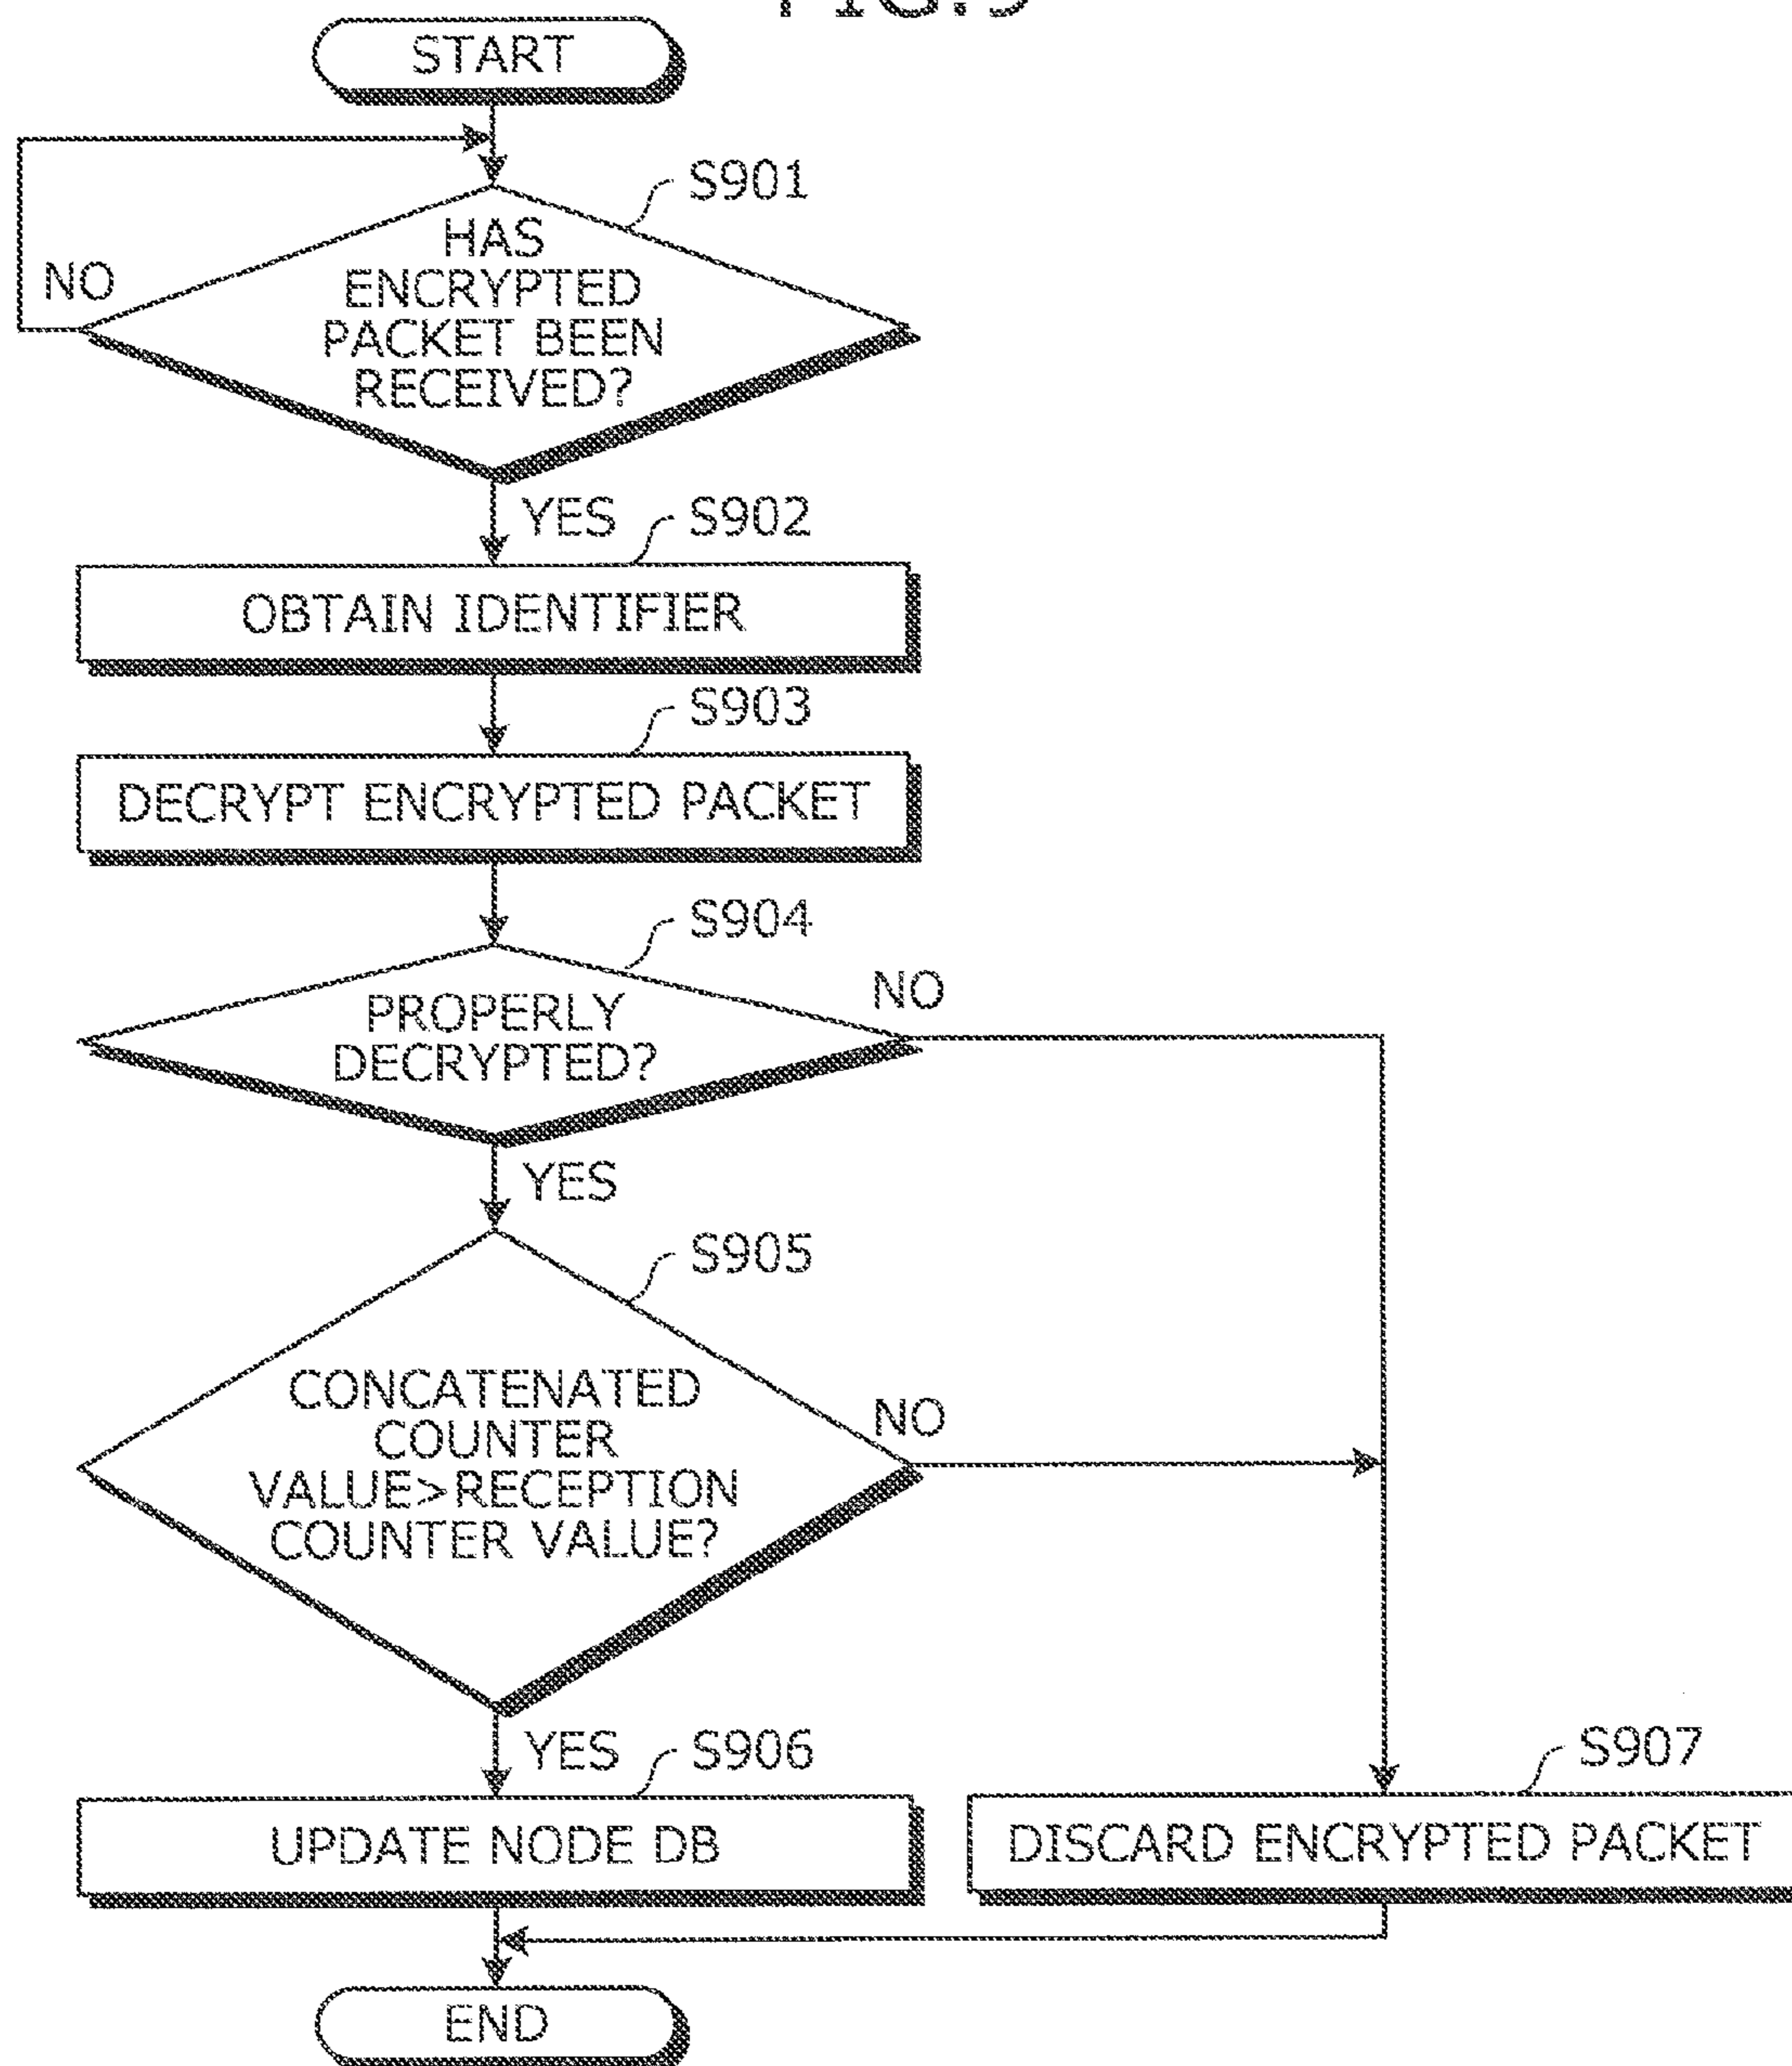 FIG.9
START
S901
HAS
ENCRYPTED
PACKET BEEN
RECEIVED?
NO
YES
S902
OBTAIN IDENTIFIER
S903
DECRYPT ENCRYPTED PACKET
S904
PROPERLY
DECRYPTED?
NO
YES
S905
CONCATENATED
COUNTER
VALUE>RECEPTION
COUNTER VALUE?
NO
YES
S906
UPDATE NODE DB
S907
DISCARD ENCRYPTED PACKET
END